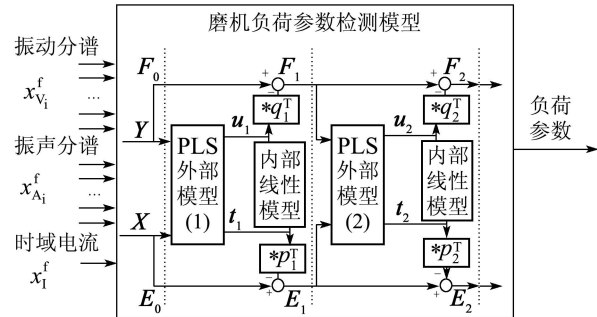 磨机负荷参数检测模型
振动分谱
x_{V_i}^f
...
振声分谱
x_{A_i}^f
...
时域电流
x_I^f
F_0
Y
X
E_0
PLS
外部
模型
(1)
u_1
t_1
+
−
F_1
*q_1^T
内部
线性
模型
*p_1^T
−
+
E_1
PLS
外部
模型
(2)
u_2
t_2
+
−
F_2
*q_2^T
内部
线性
模型
*p_2^T
−
+
E_2
负荷
参数